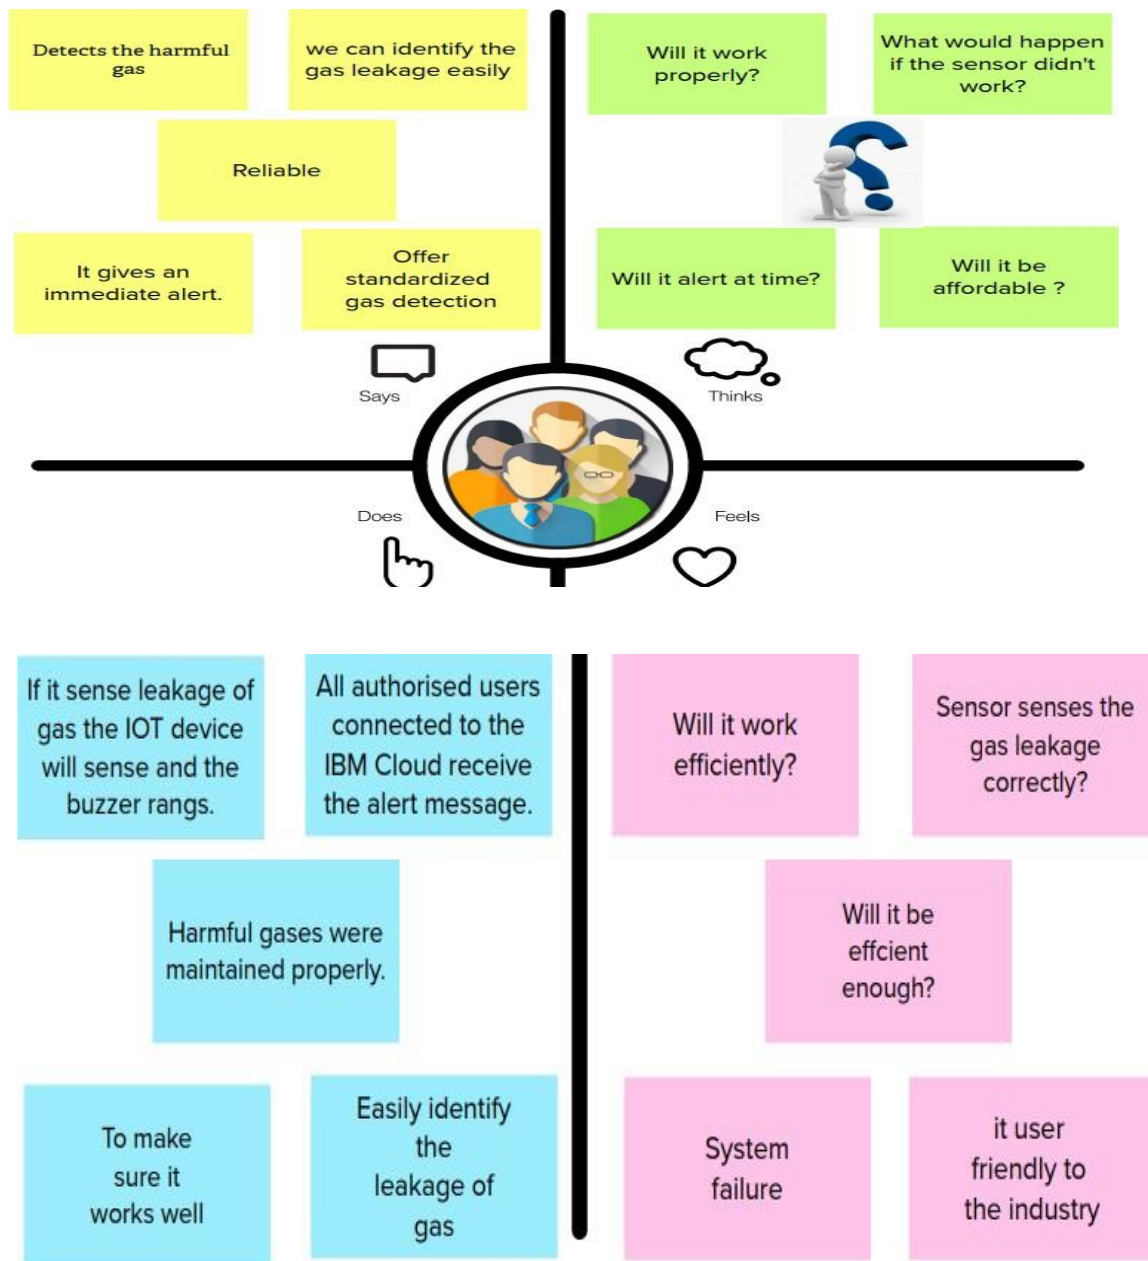 Detects the harmful
gas
we can identify the
gas leakage easily
Reliable
It gives an
immediate alert.
Offer
standardized
gas detection
Will it work
properly?
What would happen
if the sensor didn't
work?
Will it alert at time?
Will it be
affordable ?
Says
Thinks
Does
Feels
If it sense leakage of
gas the IOT device
will sense and the
buzzer rangs.
All authorised users
connected to the
IBM Cloud receive
the alert message.
Harmful gases were
maintained properly.
To make
sure it
works well
Easily identify
the
leakage of
gas
Will it work
efficiently?
Sensor senses the
gas leakage
correctly?
Will it be
effcient
enough?
System
failure
it user
friendly to
the industry